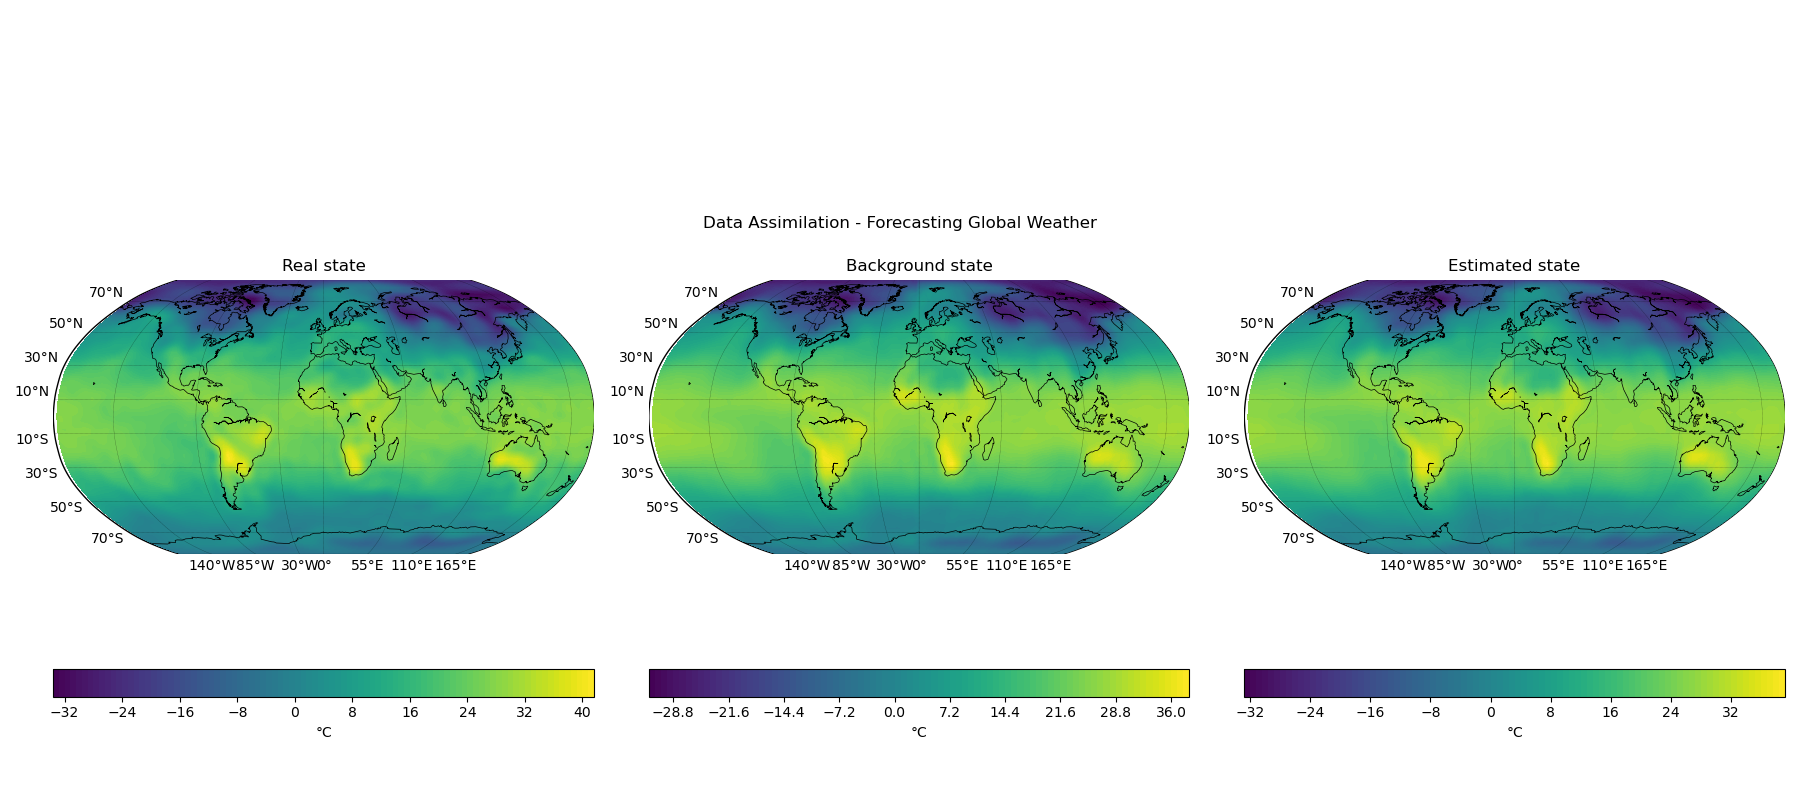 Data Assimilation - Forecasting Global Weather
Real state
70°N
50°N
30°N
10°N
10°S
30°S
50°S
70°S
140°W 85°W 30°W 0° 55°E 110°E 165°E
−32 −24 −16 −8 0 8 16 24 32 40
°C
Background state
70°N
50°N
30°N
10°N
10°S
30°S
50°S
70°S
140°W 85°W 30°W 0° 55°E 110°E 165°E
−28.8 −21.6 −14.4 −7.2 0.0 7.2 14.4 21.6 28.8 36.0
°C
Estimated state
70°N
50°N
30°N
10°N
10°S
30°S
50°S
70°S
140°W 85°W 30°W 0° 55°E 110°E 165°E
−32 −24 −16 −8 0 8 16 24 32
°C